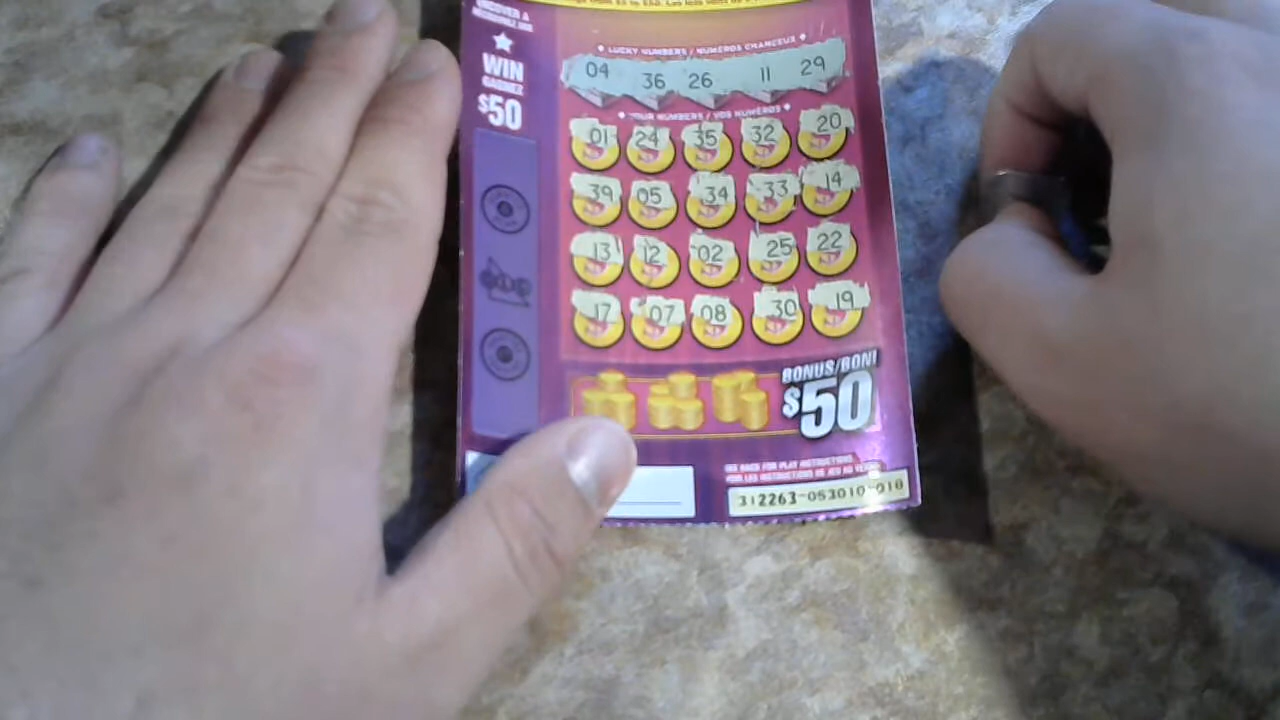 WIN
GAGNEZ
$50
LUCKY NUMBERS / NUMÉROS CHANCEUX
04 36 26 11 29
YOUR NUMBERS / VOS NUMÉROS
01 24 35 32 20
39 05 34 33 14
13 12 02 25 22
17 07 08 30 19
BONUS/BONI
$50
SEE BACK FOR PLAY INSTRUCTIONS
VOIR LES INSTRUCTIONS DE JEU AU VERSO
312263-053010-018